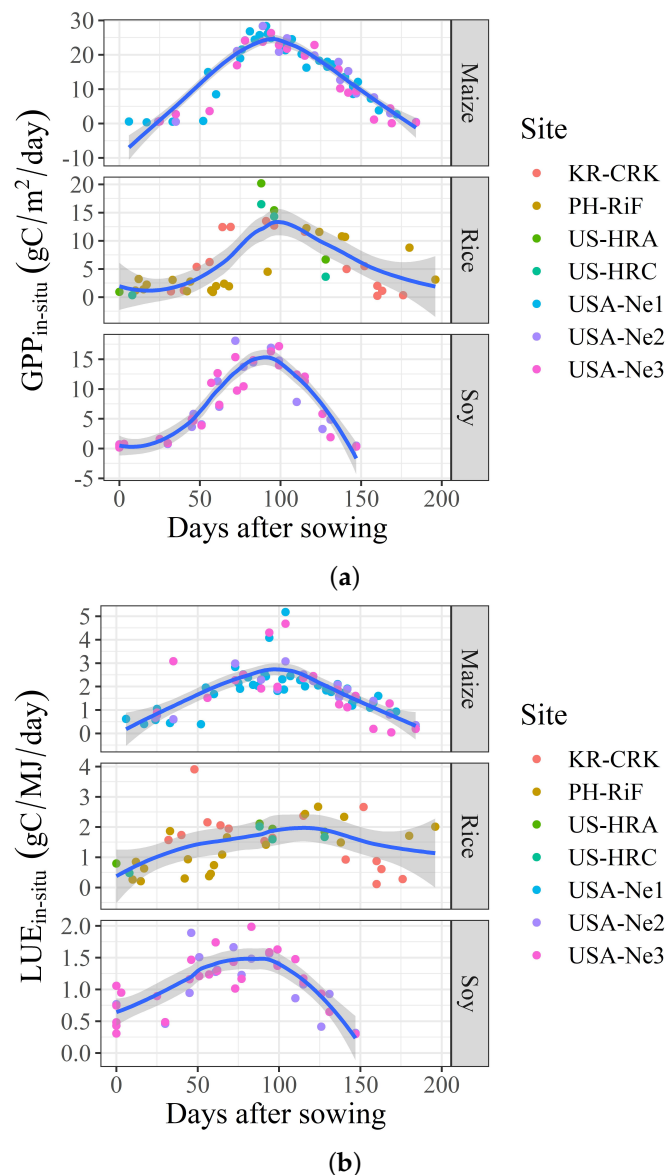 30
20
10
0
-10
Maize
20
15
10
5
0
Rice
15
10
5
0
-5
Soy
GPP in-situ (gC/m²/day)
0 50 100 150 200
Days after sowing
Site
KR-CRK
PH-RiF
US-HRA
US-HRC
USA-Ne1
USA-Ne2
USA-Ne3
(a)
5
4
3
2
1
0
Maize
4
3
2
1
0
Rice
2.0
1.5
1.0
0.5
0.0
Soy
LUE in-situ (gC/MJ/day)
0 50 100 150 200
Days after sowing
Site
KR-CRK
PH-RiF
US-HRA
US-HRC
USA-Ne1
USA-Ne2
USA-Ne3
(b)